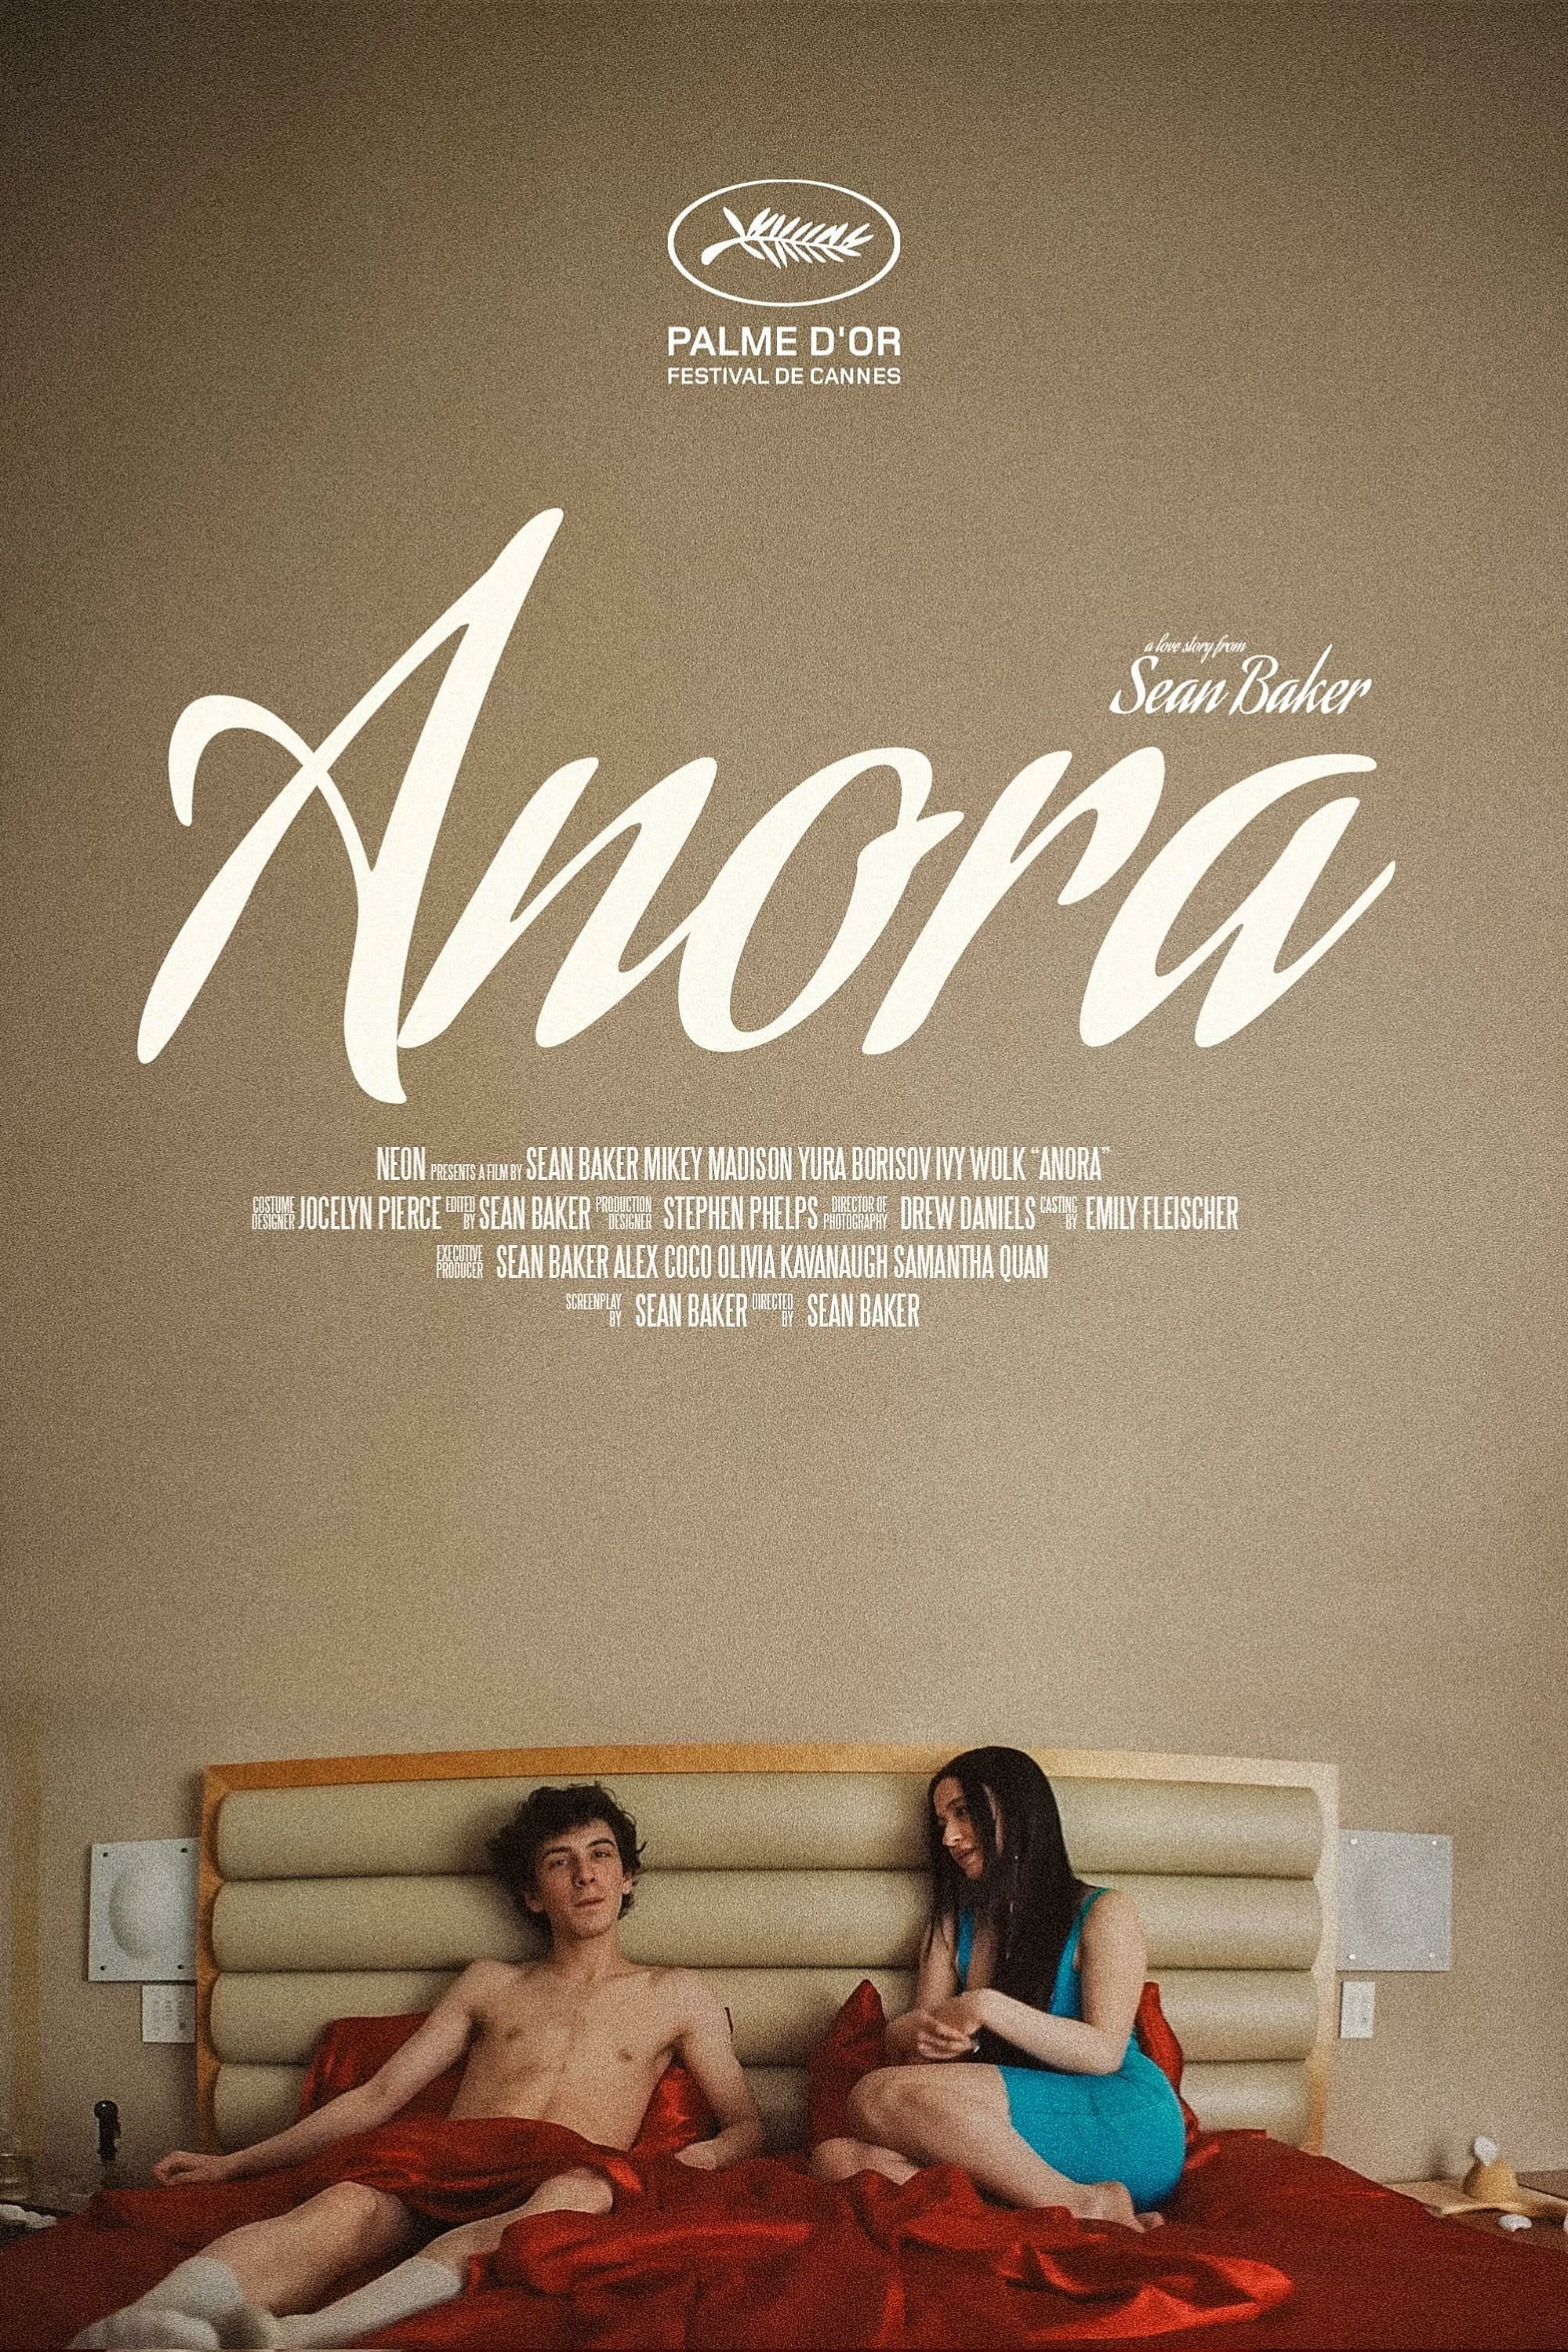 PALME D'OR
FESTIVAL DE CANNES
a love story from
Sean Baker
Anora
NEON PRESENTS A FILM BY SEAN BAKER MIKEY MADISON YURA BORISOV IVY WOLK “ANORA”
COSTUME DESIGNER JOCELYN PIERCE EDITED BY SEAN BAKER PRODUCTION DESIGNER STEPHEN PHELPS DIRECTOR OF PHOTOGRAPHY DREW DANIELS CASTING BY EMILY FLEISCHER
EXECUTIVE PRODUCER SEAN BAKER ALEX COCO OLIVIA KAVANAUGH SAMANTHA QUAN
SCREENPLAY BY SEAN BAKER DIRECTED BY SEAN BAKER